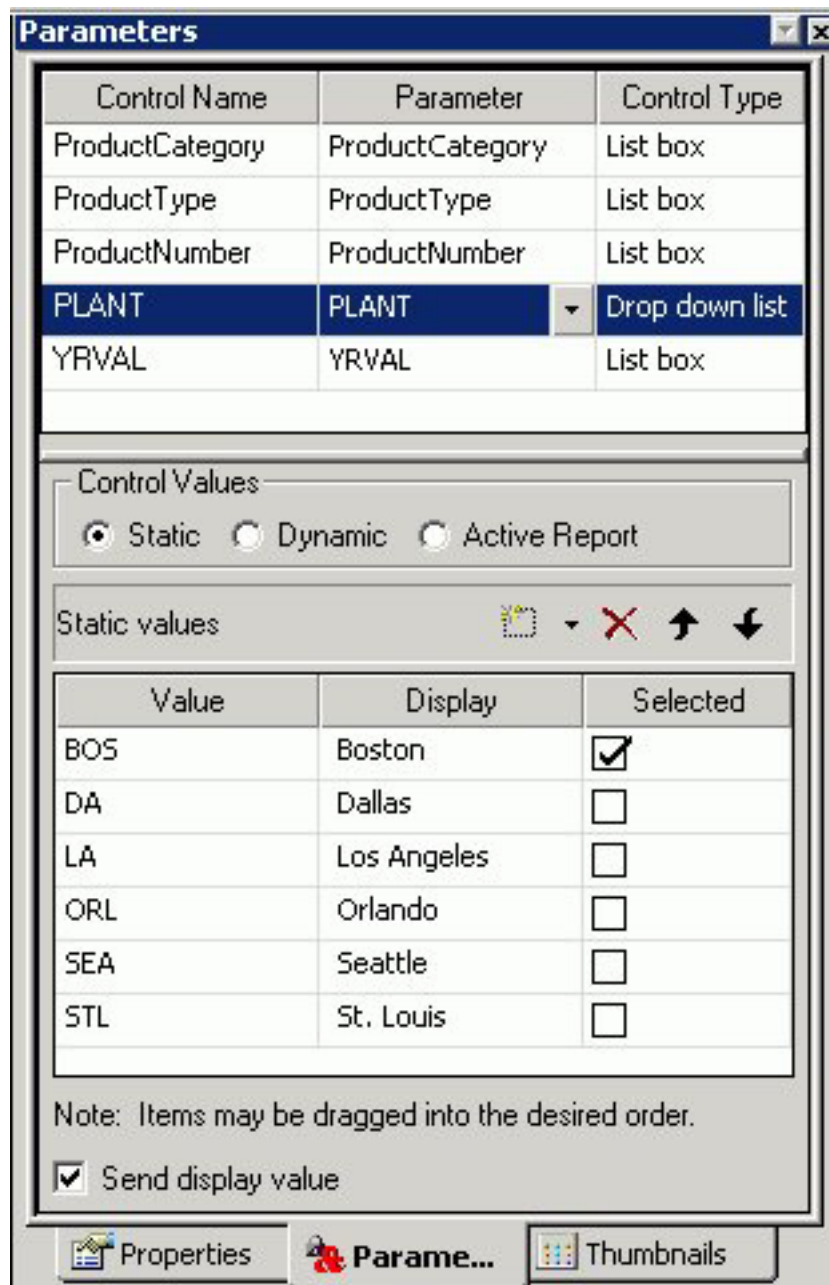 Parameters
Control Name Parameter Control Type
ProductCategory ProductCategory List box
ProductType ProductType List box
ProductNumber ProductNumber List box
PLANT PLANT Drop down list
YRVAL YRVAL List box
Control Values
Static Dynamic Active Report
Static values
Value Display Selected
BOS Boston
DA Dallas
LA Los Angeles
ORL Orlando
SEA Seattle
STL St. Louis
Note: Items may be dragged into the desired order.
Send display value
Properties Parame... Thumbnails